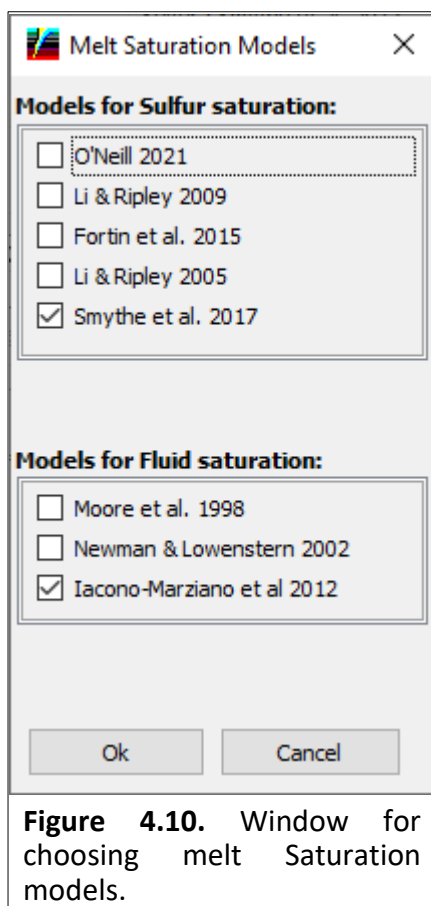 Melt Saturation Models
Models for Sulfur saturation:
O'Neill 2021
Li & Ripley 2009
Fortin et al. 2015
Li & Ripley 2005
Smythe et al. 2017
Models for Fluid saturation:
Moore et al. 1998
Newman & Lowenstern 2002
Iacono-Marziano et al 2012
Ok Cancel
Figure 4.10. Window for
choosing melt Saturation
models.